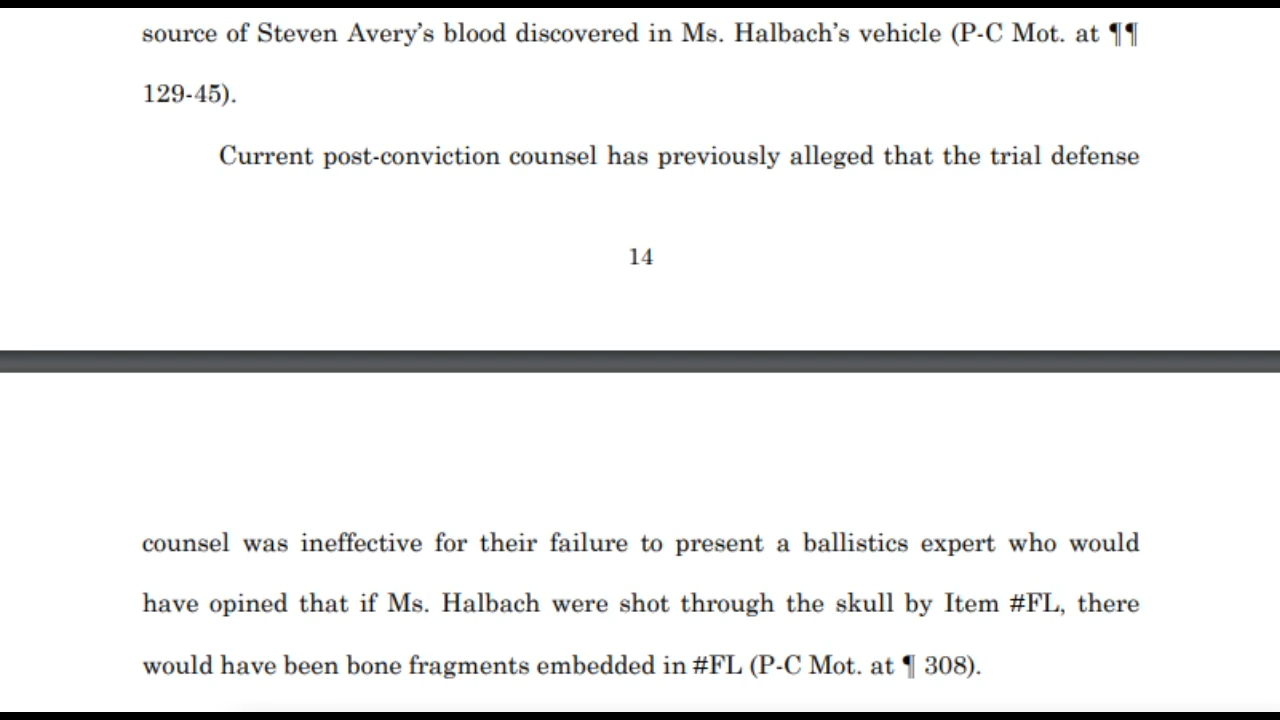 source of Steven Avery's blood discovered in Ms. Halbach's vehicle (P-C Mot. at ¶¶
129-45).
Current post-conviction counsel has previously alleged that the trial defense
14
counsel was ineffective for their failure to present a ballistics expert who would
have opined that if Ms. Halbach were shot through the skull by Item #FL, there
would have been bone fragments embedded in #FL (P-C Mot. at ¶ 308).